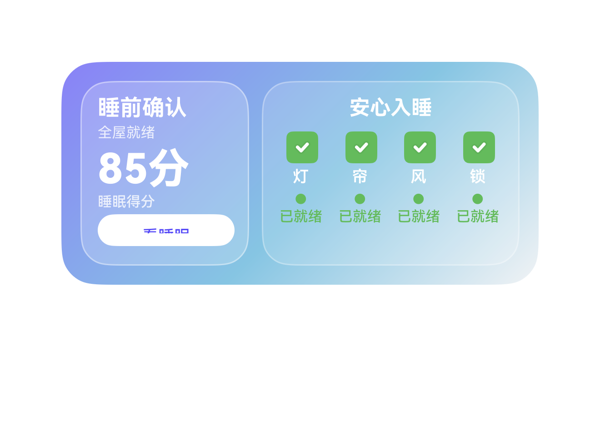 睡前确认
全屋就绪
85分
睡眠得分
安心入睡
灯 帘 风 锁
已就绪 已就绪 已就绪 已就绪